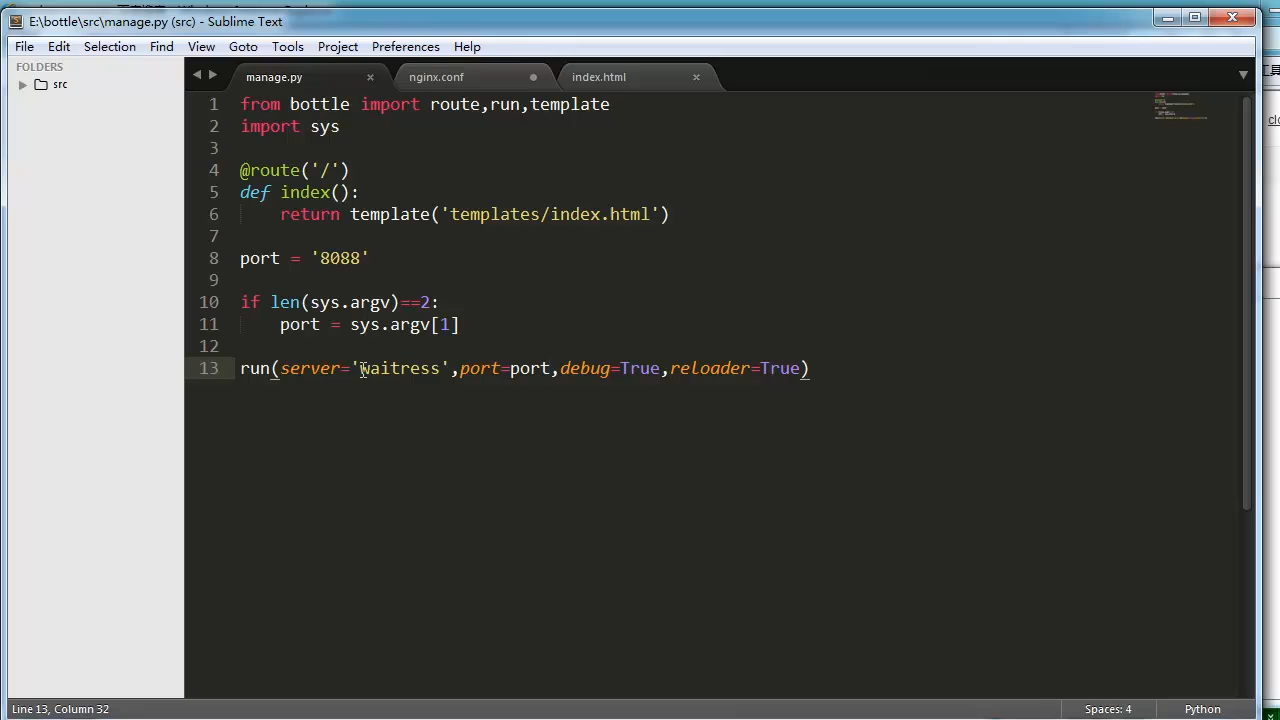 E:\bottle\src\manage.py (src) - Sublime Text
File Edit Selection Find View Goto Tools Project Preferences Help
FOLDERS
src
manage.py nginx.conf index.html
1 from bottle import route,run,template
2 import sys
3
4 @route('/')
5 def index():
6 return template('templates/index.html')
7
8 port = '8088'
9
10 if len(sys.argv)==2:
11 port = sys.argv[1]
12
13 run(server='waitress',port=port,debug=True,reloader=True)
Line 13, Column 32
Spaces: 4
Python